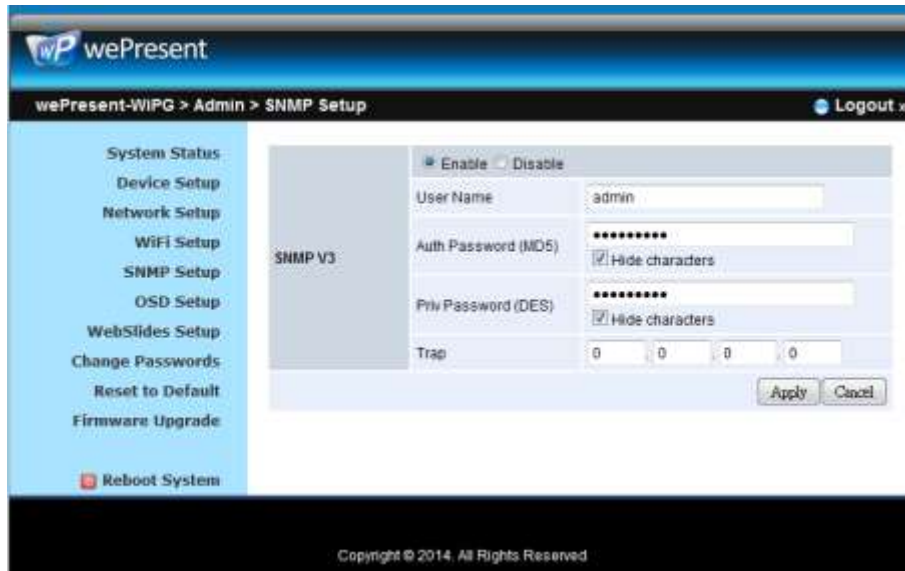 wP wePresent
wePresent-WIPG > Admin > SNMP Setup
Logout »
System Status
Device Setup
Network Setup
WiFi Setup
SNMP Setup
OSD Setup
WebSlides Setup
Change Passwords
Reset to Default
Firmware Upgrade
Reboot System
SNMP V3
Enable Disable
User Name admin
Auth Password (MD5) •••••••••
Hide characters
Priv Password (DES) •••••••••
Hide characters
Trap 0 . 0 . 0 . 0
Apply Cancel
Copyright © 2014. All Rights Reserved